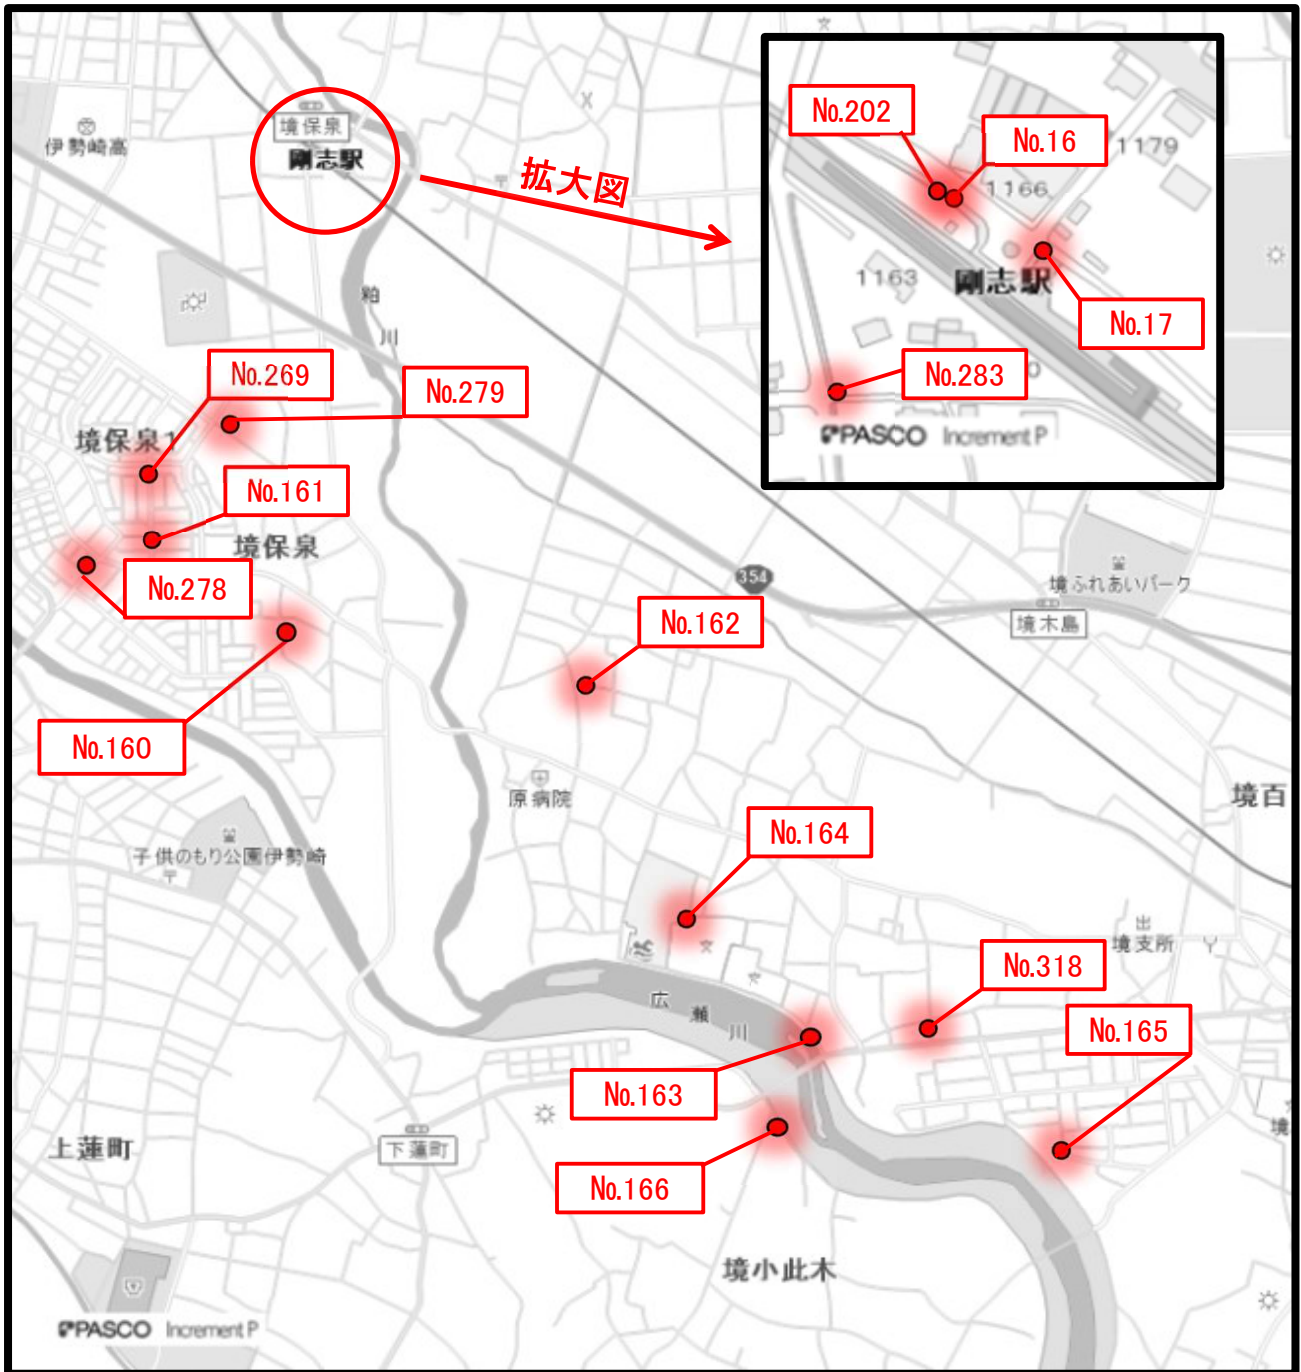 境保泉
剛志駅
伊勢崎高
拡大図
No.202
No.16
1179
1166
1163
剛志駅
No.17
No.283
PASCO Increment P
粕
川
No.269
No.279
境保泉1
No.161
境保泉
No.278
354
境ふれあいパーク
境木島
No.162
No.160
原病院
境百
子供のもり公園伊勢崎
No.164
境支所
No.318
広
瀬
川
No.165
No.163
上蓮町
下蓮町
境
No.166
境小此木
PASCO Increment P